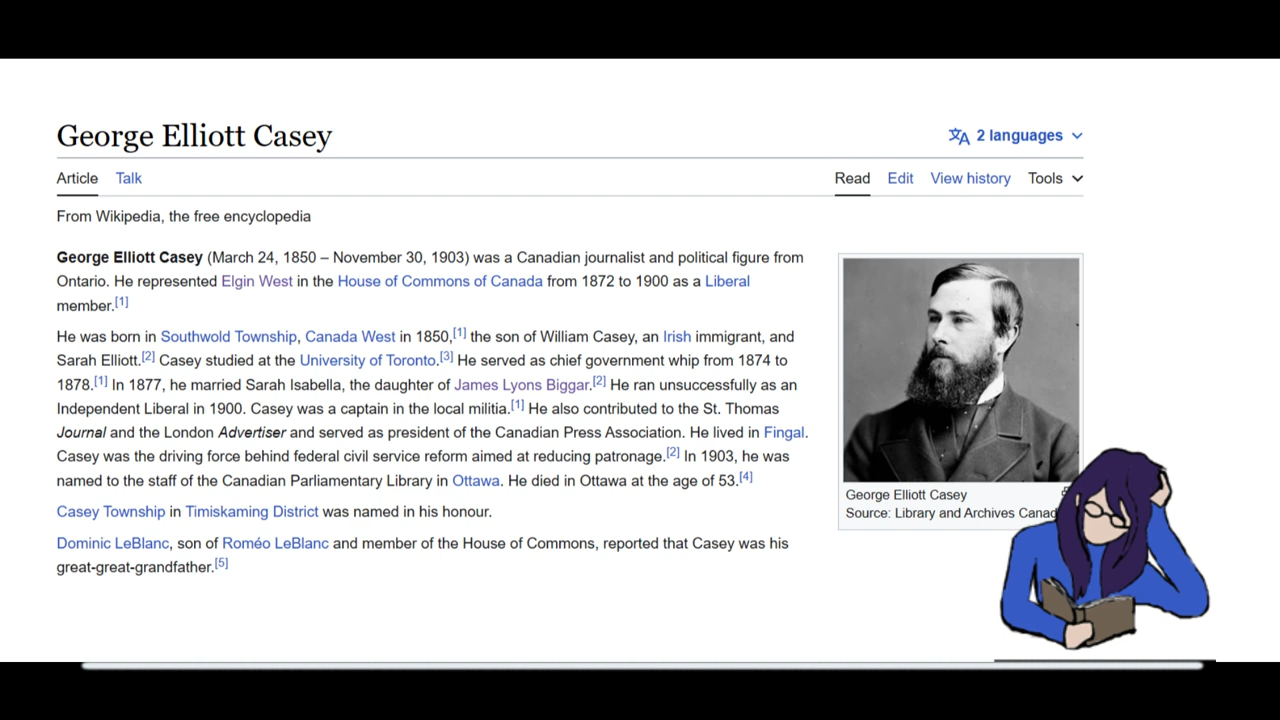 George Elliott Casey
2 languages
Article Talk
Read Edit View history Tools
From Wikipedia, the free encyclopedia
George Elliott Casey (March 24, 1850 – November 30, 1903) was a Canadian journalist and political figure from
Ontario. He represented Elgin West in the House of Commons of Canada from 1872 to 1900 as a Liberal
member.[1]
He was born in Southwold Township, Canada West in 1850,[1] the son of William Casey, an Irish immigrant, and
Sarah Elliott.[2] Casey studied at the University of Toronto.[3] He served as chief government whip from 1874 to
1878.[1] In 1877, he married Sarah Isabella, the daughter of James Lyons Biggar.[2] He ran unsuccessfully as an
Independent Liberal in 1900. Casey was a captain in the local militia.[1] He also contributed to the St. Thomas
Journal and the London Advertiser and served as president of the Canadian Press Association. He lived in Fingal.
Casey was the driving force behind federal civil service reform aimed at reducing patronage.[2] In 1903, he was
named to the staff of the Canadian Parliamentary Library in Ottawa. He died in Ottawa at the age of 53.[4]
Casey Township in Timiskaming District was named in his honour.
Dominic LeBlanc, son of Roméo LeBlanc and member of the House of Commons, reported that Casey was his
great-great-grandfather.[5]
George Elliott Casey
Source: Library and Archives Canad